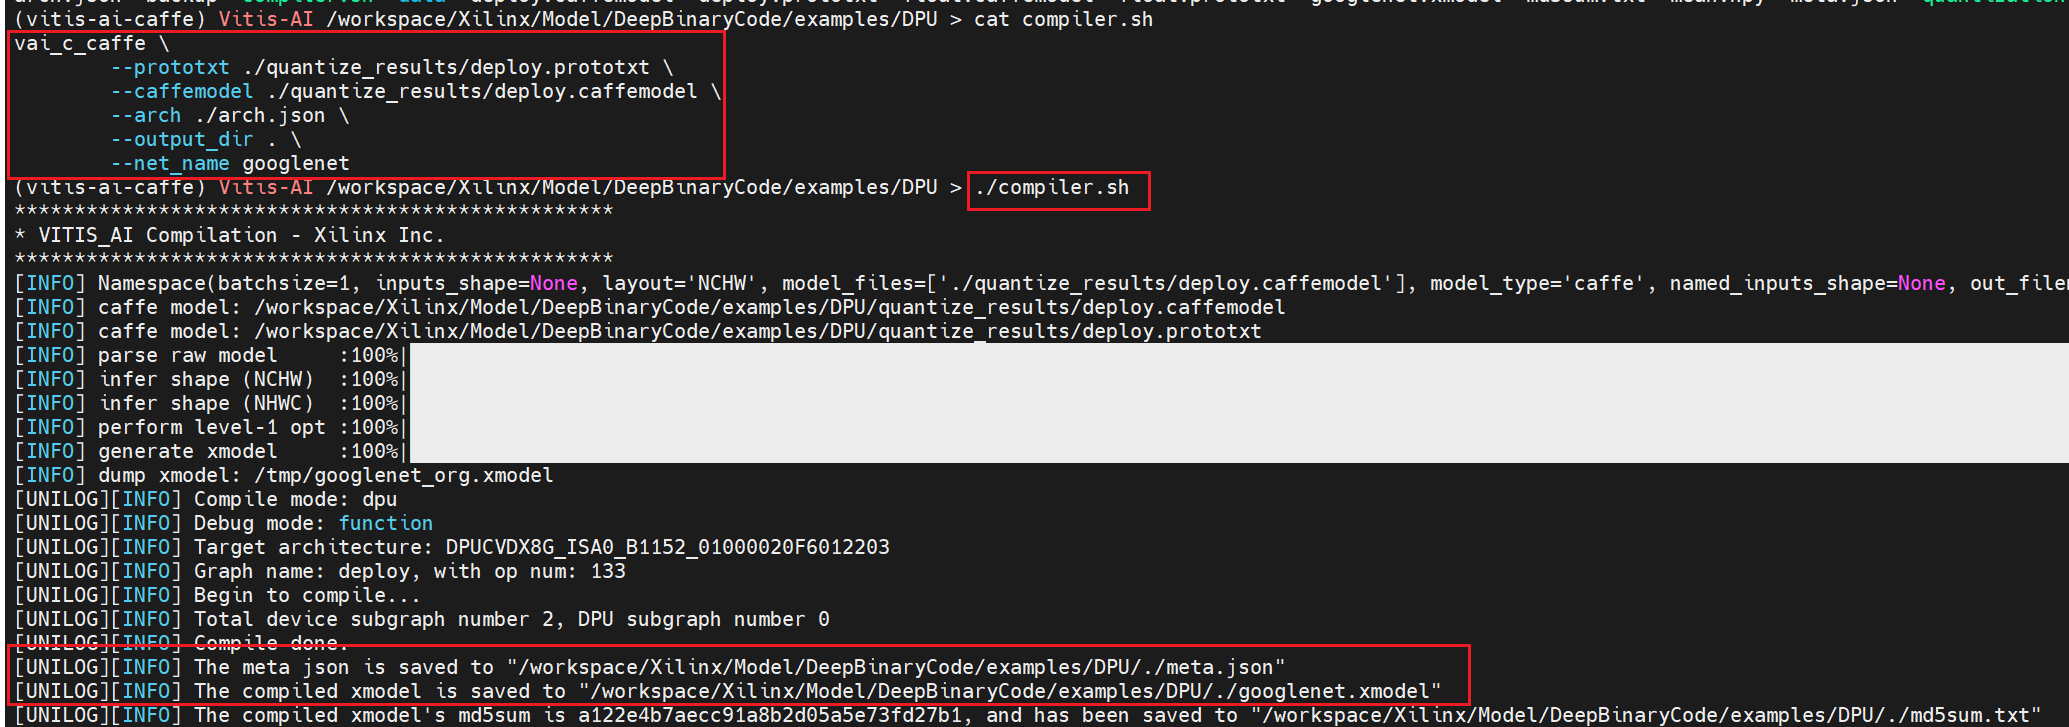 (vitis-ai-caffe) Vitis-AI /workspace/Xilinx/Model/DeepBinaryCode/examples/DPU > cat compiler.sh
vai_c_caffe \
        --prototxt ./quantize_results/deploy.prototxt \
        --caffemodel ./quantize_results/deploy.caffemodel \
        --arch ./arch.json \
        --output_dir . \
        --net_name googlenet
(vitis-ai-caffe) Vitis-AI /workspace/Xilinx/Model/DeepBinaryCode/examples/DPU > ./compiler.sh
**************************************************
* VITIS_AI Compilation - Xilinx Inc.
**************************************************
[INFO] Namespace(batchsize=1, inputs_shape=None, layout='NCHW', model_files=['./quantize_results/deploy.caffemodel'], model_type='caffe', named_inputs_shape=None,
[INFO] caffe model: /workspace/Xilinx/Model/DeepBinaryCode/examples/DPU/quantize_results/deploy.caffemodel
[INFO] caffe model: /workspace/Xilinx/Model/DeepBinaryCode/examples/DPU/quantize_results/deploy.prototxt
[INFO] parse raw model     :100%|
[INFO] infer shape (NCHW)  :100%|
[INFO] infer shape (NHWC)  :100%|
[INFO] perform level-1 opt :100%|
[INFO] generate xmodel     :100%|
[INFO] dump xmodel: /tmp/googlenet_org.xmodel
[UNILOG][INFO] Compile mode: dpu
[UNILOG][INFO] Debug mode: function
[UNILOG][INFO] Target architecture: DPUCVDX8G_ISA0_B1152_01000020F6012203
[UNILOG][INFO] Graph name: deploy, with op num: 133
[UNILOG][INFO] Begin to compile...
[UNILOG][INFO] Total device subgraph number 2, DPU subgraph number 0
[UNILOG][INFO] Compile done.
[UNILOG][INFO] The meta json is saved to "/workspace/Xilinx/Model/DeepBinaryCode/examples/DPU/./meta.json"
[UNILOG][INFO] The compiled xmodel is saved to "/workspace/Xilinx/Model/DeepBinaryCode/examples/DPU/./googlenet.xmodel"
[UNILOG][INFO] The compiled xmodel's md5sum is a122e4b7aecc91a8b2d05a5e73fd27b1, and has been saved to "/workspace/Xilinx/Model/DeepBinaryCode/examples/DPU/./md5sum.txt"